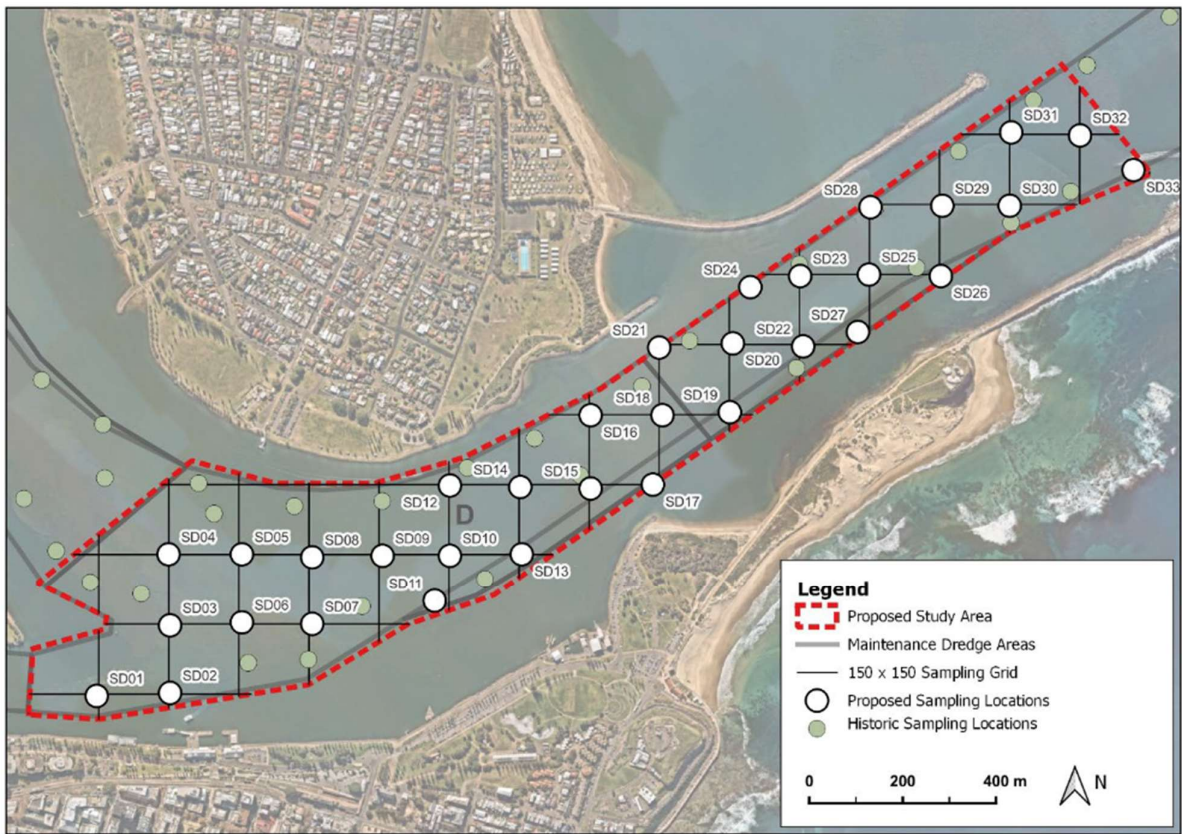 SD31
SD32
SD33
SD28
SD29
SD30
SD24
SD23
SD25
SD26
SD21
SD22
SD27
SD20
SD18
SD19
SD16
SD14
SD15
SD12
SD17
D
SD04
SD05
SD08
SD09
SD10
SD13
SD11
SD03
SD06
SD07
SD01
SD02
Legend
Proposed Study Area
Maintenance Dredge Areas
150 x 150 Sampling Grid
Proposed Sampling Locations
Historic Sampling Locations
0 200 400 m
N